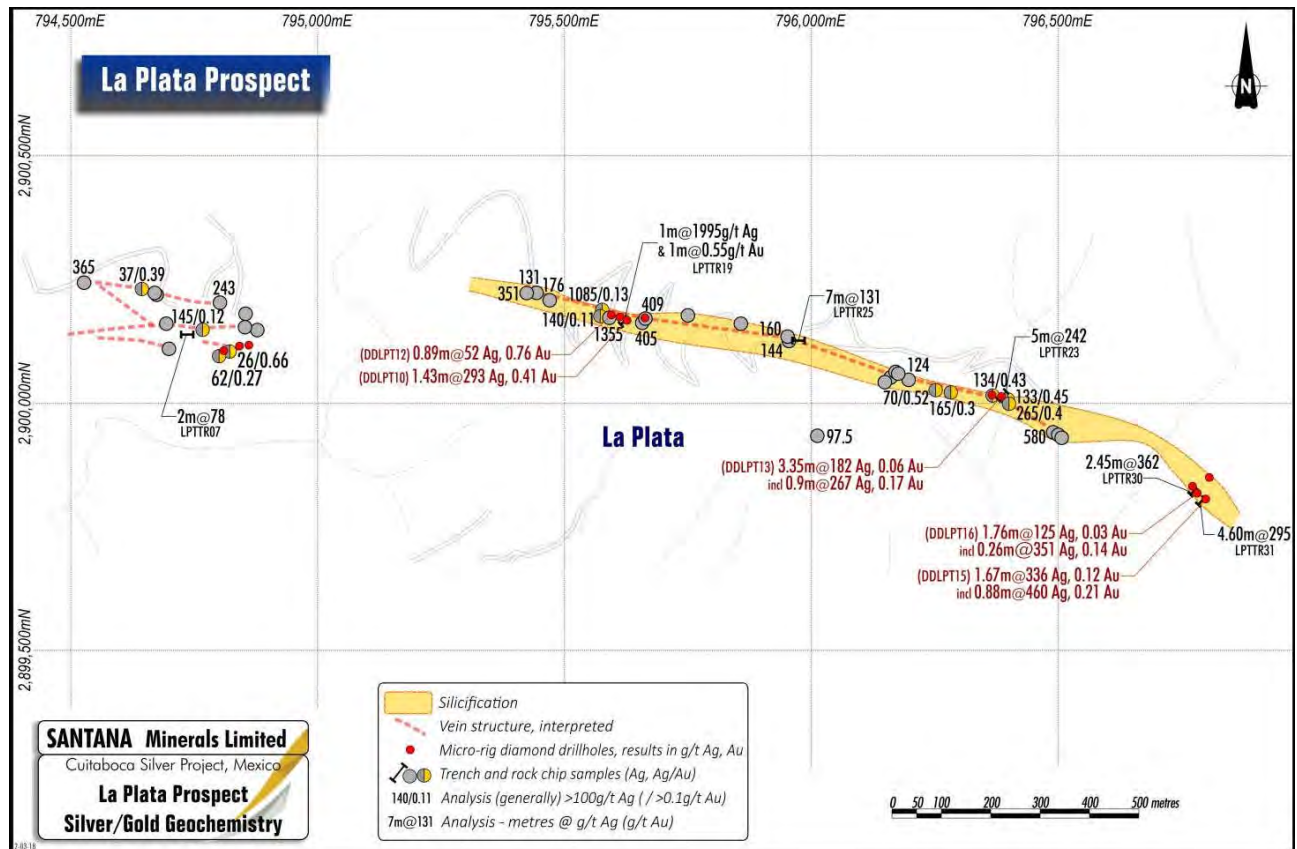 794,500mE
795,000mE
795,500mE
796,000mE
796,500mE
La Plata Prospect
N
2,900,500mN
2,900,000mN
2,899,500mN
1m@1995g/t Ag
& 1m@0.55g/t Au
LPTTR19
365
37/0.39
243
145/0.12
26/0.66
62/0.27
2m@78
LPTTR07
131
176
351
1085/0.13
409
140/0.11
1355
405
7m@131
LPTTR25
160
144
(DDLPT12) 0.89m@52 Ag, 0.76 Au
(DDLPT10) 1.43m@293 Ag, 0.41 Au
5m@242
LPTTR23
124
134/0.43
70/0.52
165/0.3
133/0.45
265/0.4
580
97.5
La Plata
(DDLPT13) 3.35m@182 Ag, 0.06 Au
incl 0.9m@267 Ag, 0.17 Au
2.45m@362
LPTTR30
(DDLPT16) 1.76m@125 Ag, 0.03 Au
incl 0.26m@351 Ag, 0.14 Au
4.60m@295
LPTTR31
(DDLPT15) 1.67m@336 Ag, 0.12 Au
incl 0.88m@460 Ag, 0.21 Au
Silicification
Vein structure, interpreted
Micro-rig diamond drillholes, results in g/t Ag, Au
Trench and rock chip samples (Ag, Ag/Au)
140/0.11 Analysis (generally) >100g/t Ag ( / >0.1g/t Au)
7m@131 Analysis - metres @ g/t Ag (g/t Au)
SANTANA Minerals Limited
Cuitaboca Silver Project, Mexico
La Plata Prospect
Silver/Gold Geochemistry
0 50 100 200 300 400 500 metres